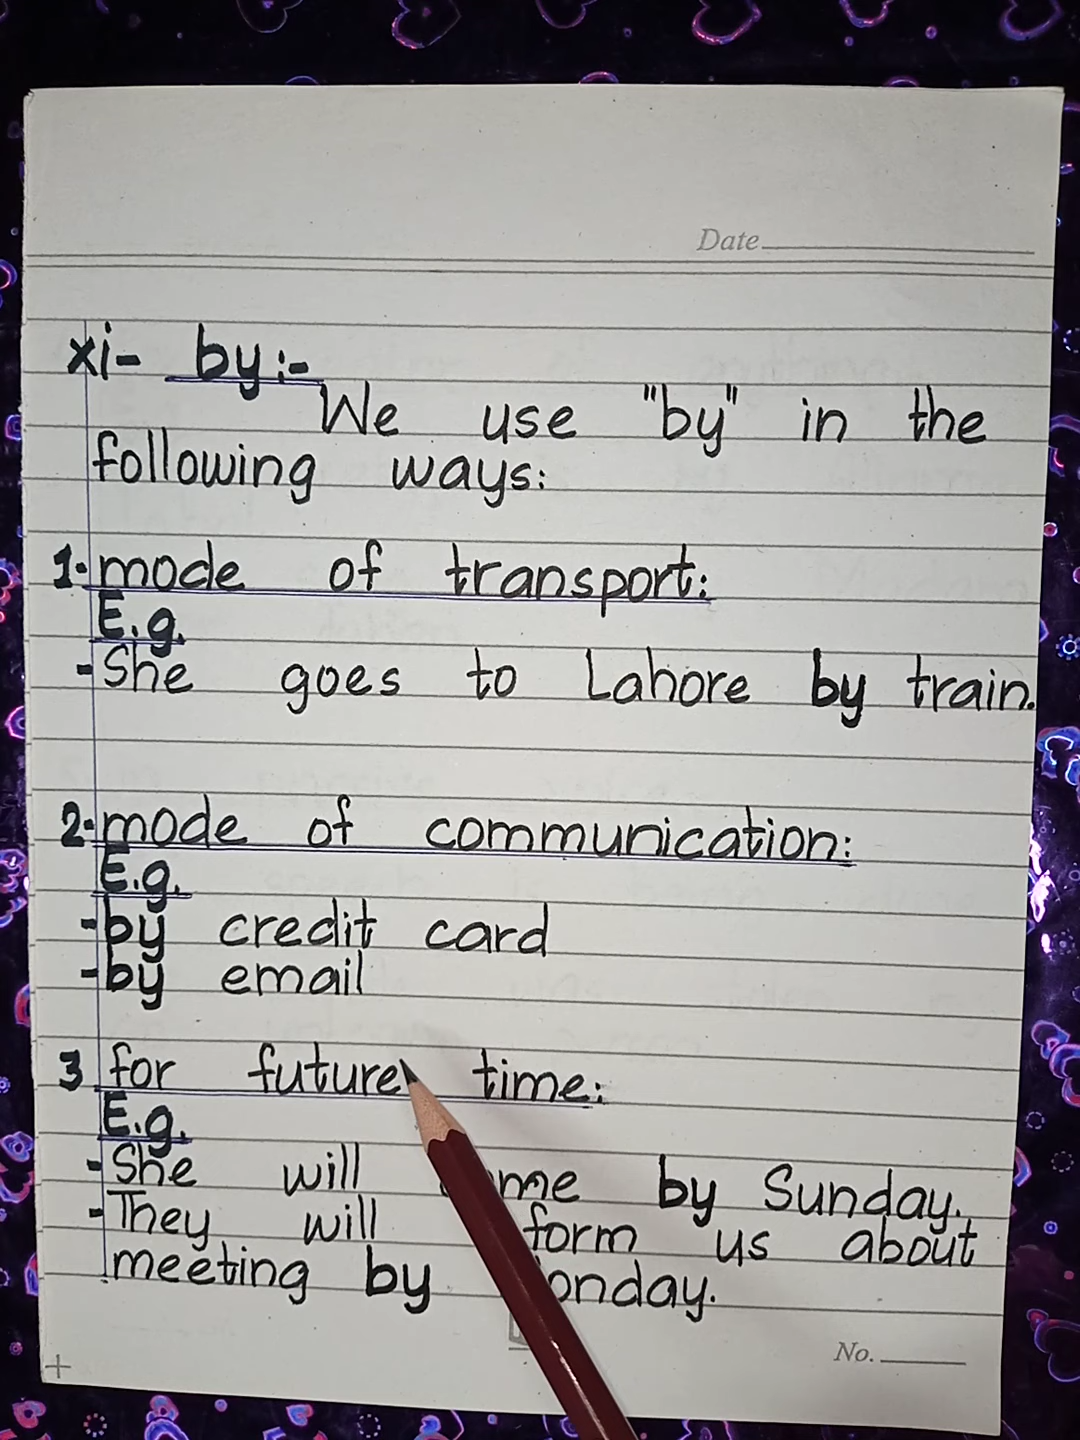 Date
xi- by:-
We use "by" in the
following ways:
1. mode of transport:
E.g.
-She goes to Lahore by train.
2. mode of communication:
E.g.
-by credit card
-by email
3 for future time:
E.g.
-She will by Sunday.
-They will us about
meeting by
No.